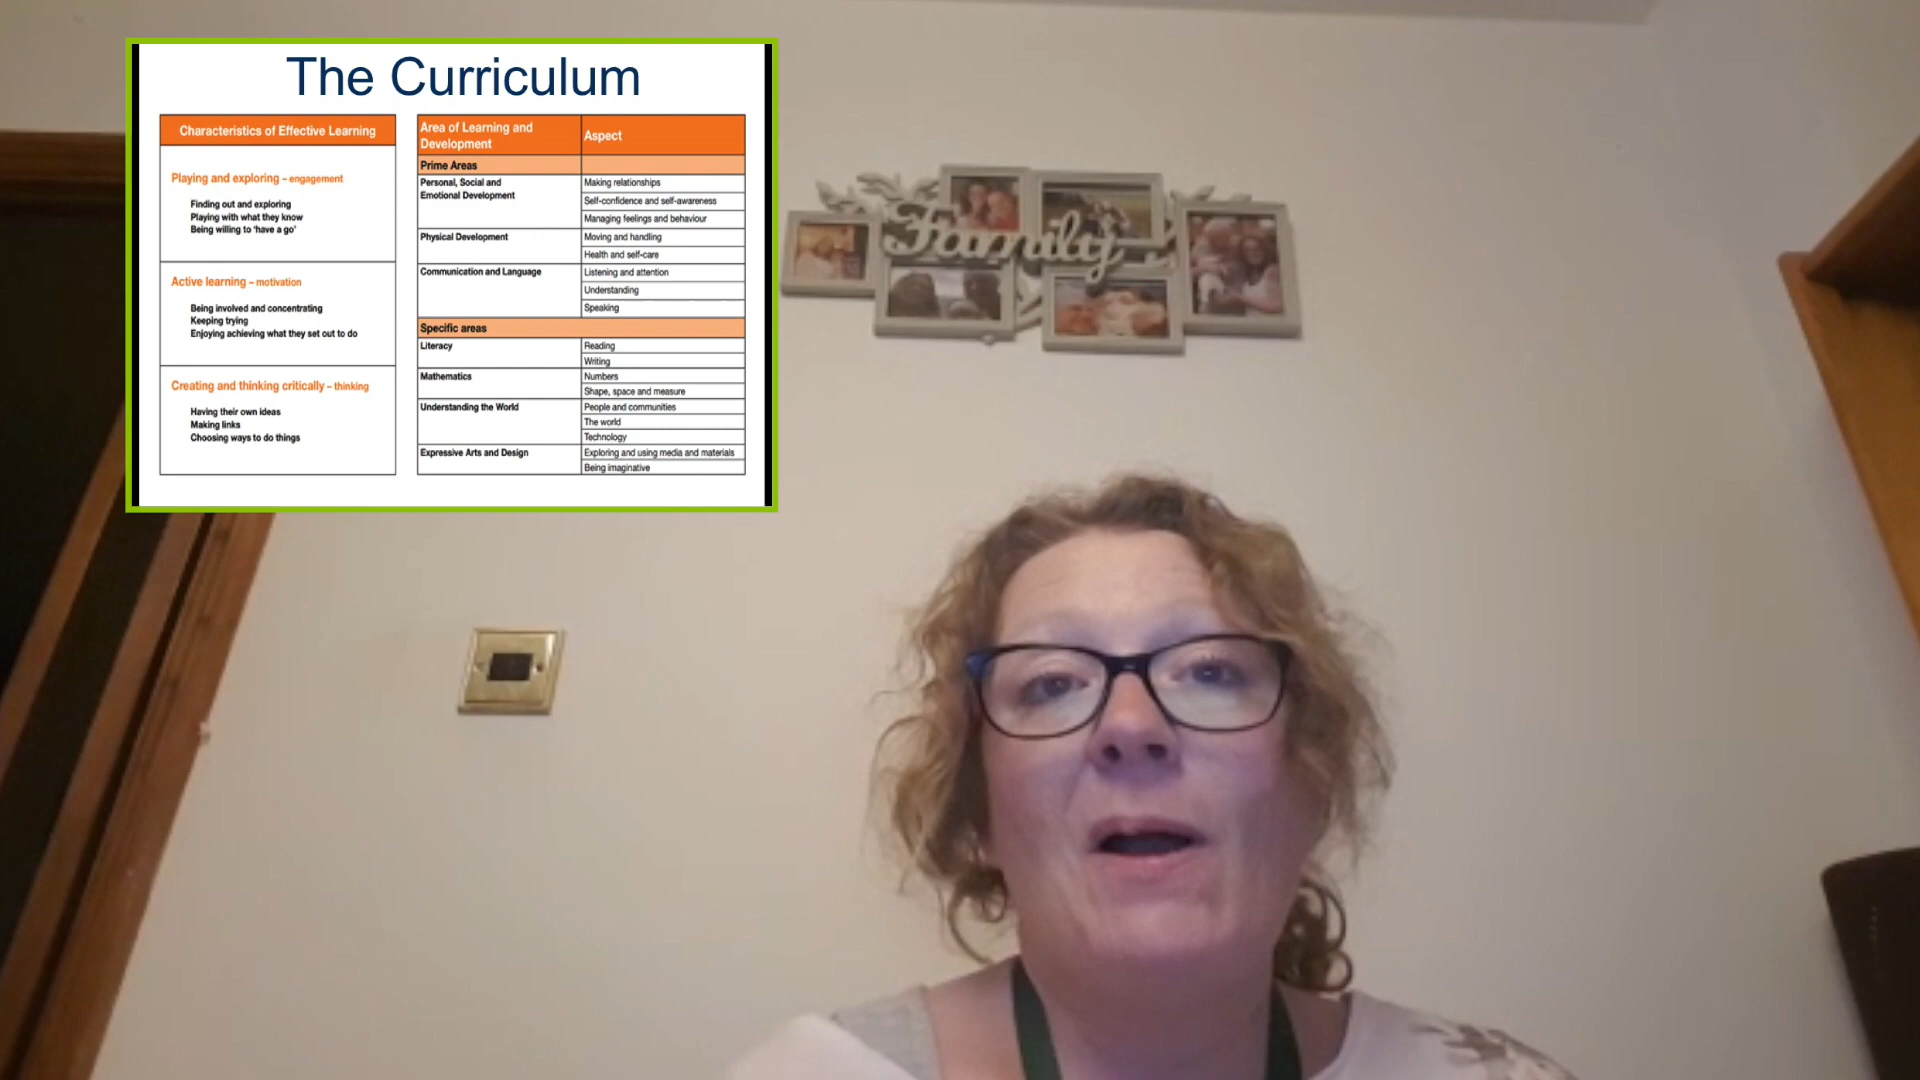 The Curriculum
Characteristics of Effective Learning
Playing and exploring – engagement
Finding out and exploring
Playing with what they know
Being willing to 'have a go'
Active learning – motivation
Being involved and concentrating
Keeping trying
Enjoying achieving what they set out to do
Creating and thinking critically – thinking
Having their own ideas
Making links
Choosing ways to do things
Area of Learning and
Development
Aspect
Prime Areas
Personal, Social and
Emotional Development
Making relationships
Self-confidence and self-awareness
Managing feelings and behaviour
Physical Development
Moving and handling
Health and self-care
Communication and Language
Listening and attention
Understanding
Speaking
Specific areas
Literacy
Reading
Writing
Mathematics
Numbers
Shape, space and measure
Understanding the World
People and communities
The world
Technology
Expressive Arts and Design
Exploring and using media and materials
Being imaginative
Family